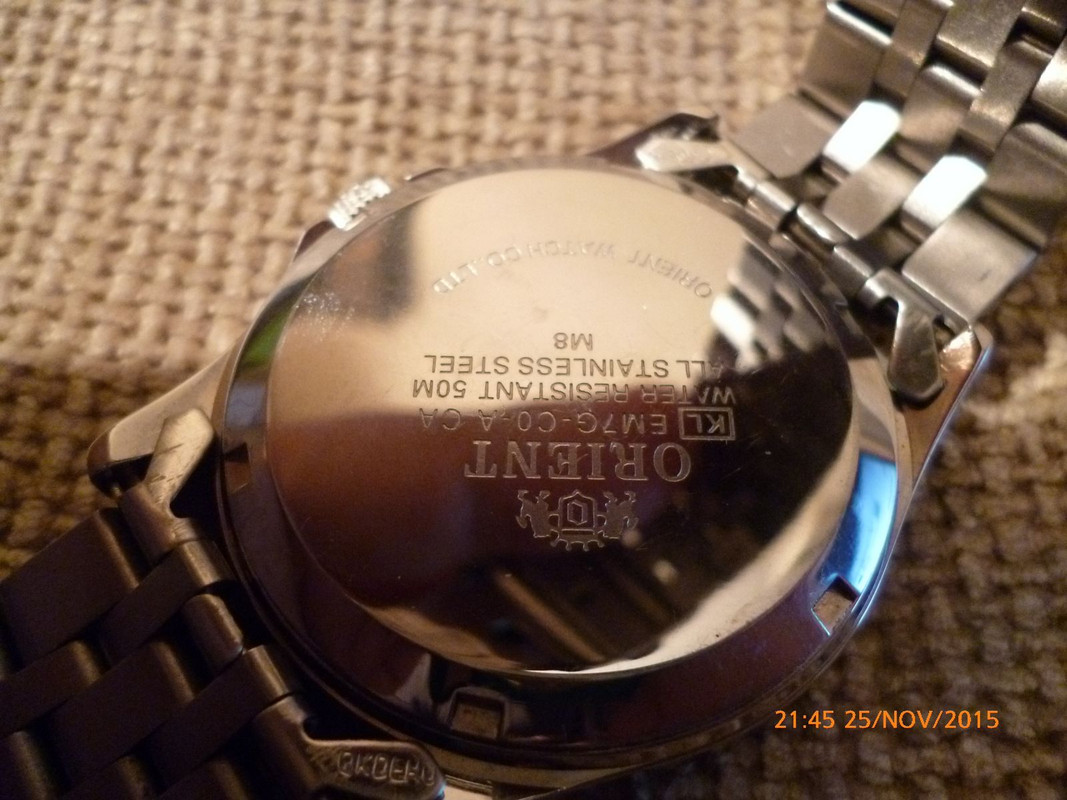 ORIENT
KL EM7G-C0-A CA
WATER RESISTANT 50M
ALL STAINLESS STEEL
M8
ORIENT WATCH CO., LTD
21:45 25/NOV/2015